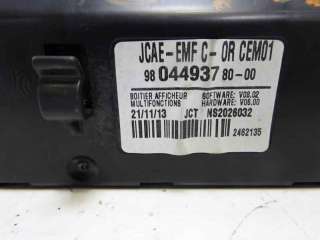 JCAE-EMF C-OR CEM01
98 044937 80-00
BOITIER AFFICHEUR SOFTWARE: V08.02
MULTIFONCTIONS HARDWARE: V06.00
21/11/13 JCT NS2026032
2462135